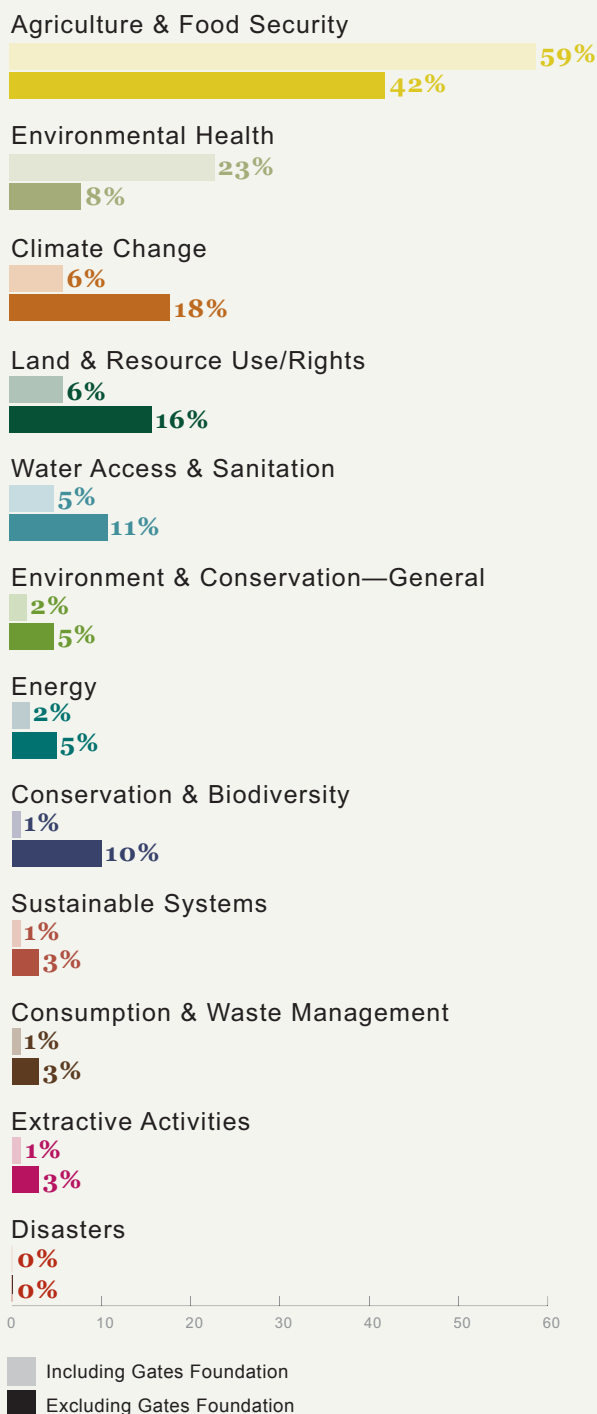 Agriculture & Food Security
59%
42%
Environmental Health
23%
8%
Climate Change
6%
18%
Land & Resource Use/Rights
6%
16%
Water Access & Sanitation
5%
11%
Environment & Conservation—General
2%
5%
Energy
2%
5%
Conservation & Biodiversity
1%
10%
Sustainable Systems
1%
3%
Consumption & Waste Management
1%
3%
Extractive Activities
1%
3%
Disasters
0%
0%
0 10 20 30 40 50 60
Including Gates Foundation
Excluding Gates Foundation